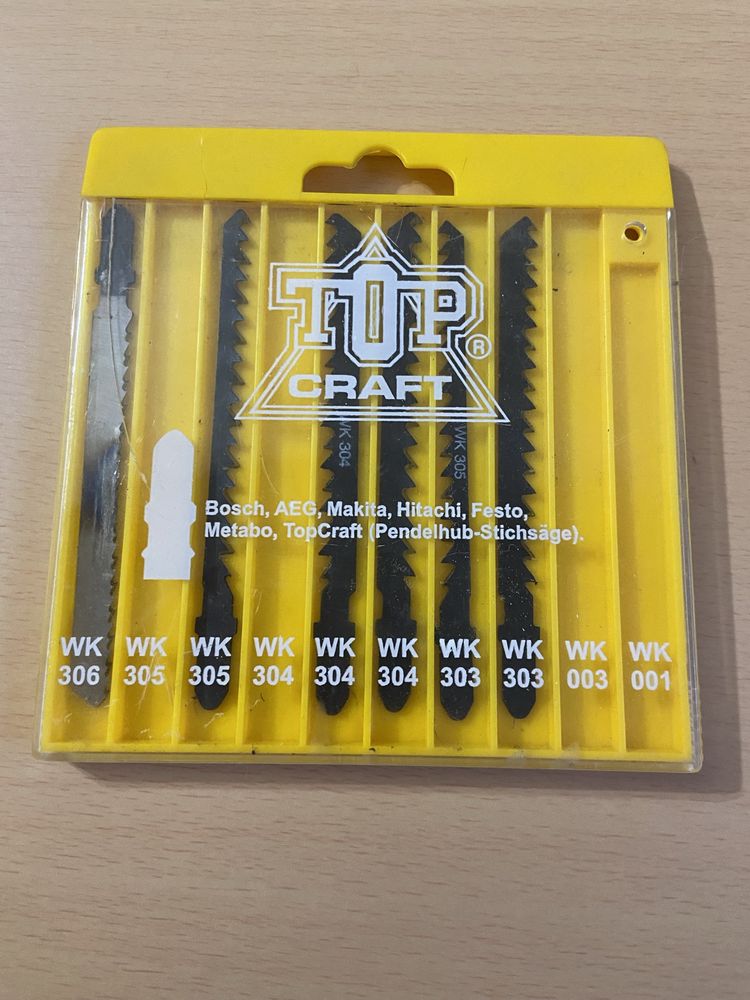 TOP
®
CRAFT
WK 304
WK 305
Bosch, AEG, Makita, Hitachi, Festo,
Metabo, TopCraft (Pendelhub-Stichsäge).
WK WK WK WK WK WK WK WK WK WK
306 305 305 304 304 304 303 303 003 001